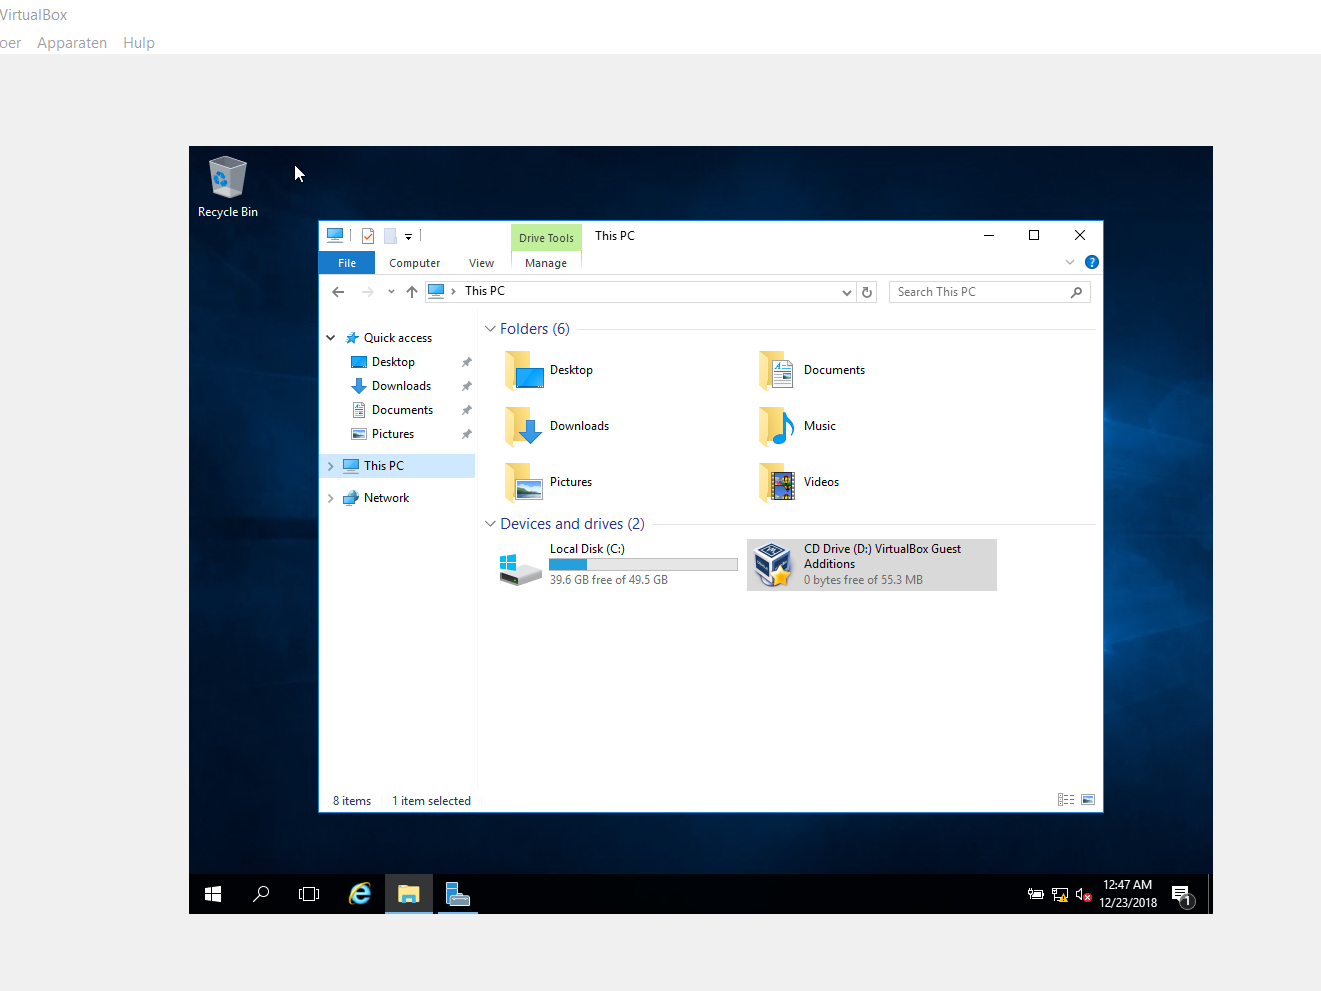 VirtualBox
oer Apparaten Hulp
Recycle Bin
Drive Tools This PC
File Computer View Manage
This PC
Search This PC
Quick access
Desktop
Downloads
Documents
Pictures
This PC
Network
Folders (6)
Desktop
Documents
Downloads
Music
Pictures
Videos
Devices and drives (2)
Local Disk (C:)
39.6 GB free of 49.5 GB
CD Drive (D:) VirtualBox Guest
Additions
0 bytes free of 55.3 MB
8 items 1 item selected
12:47 AM
12/23/2018
1